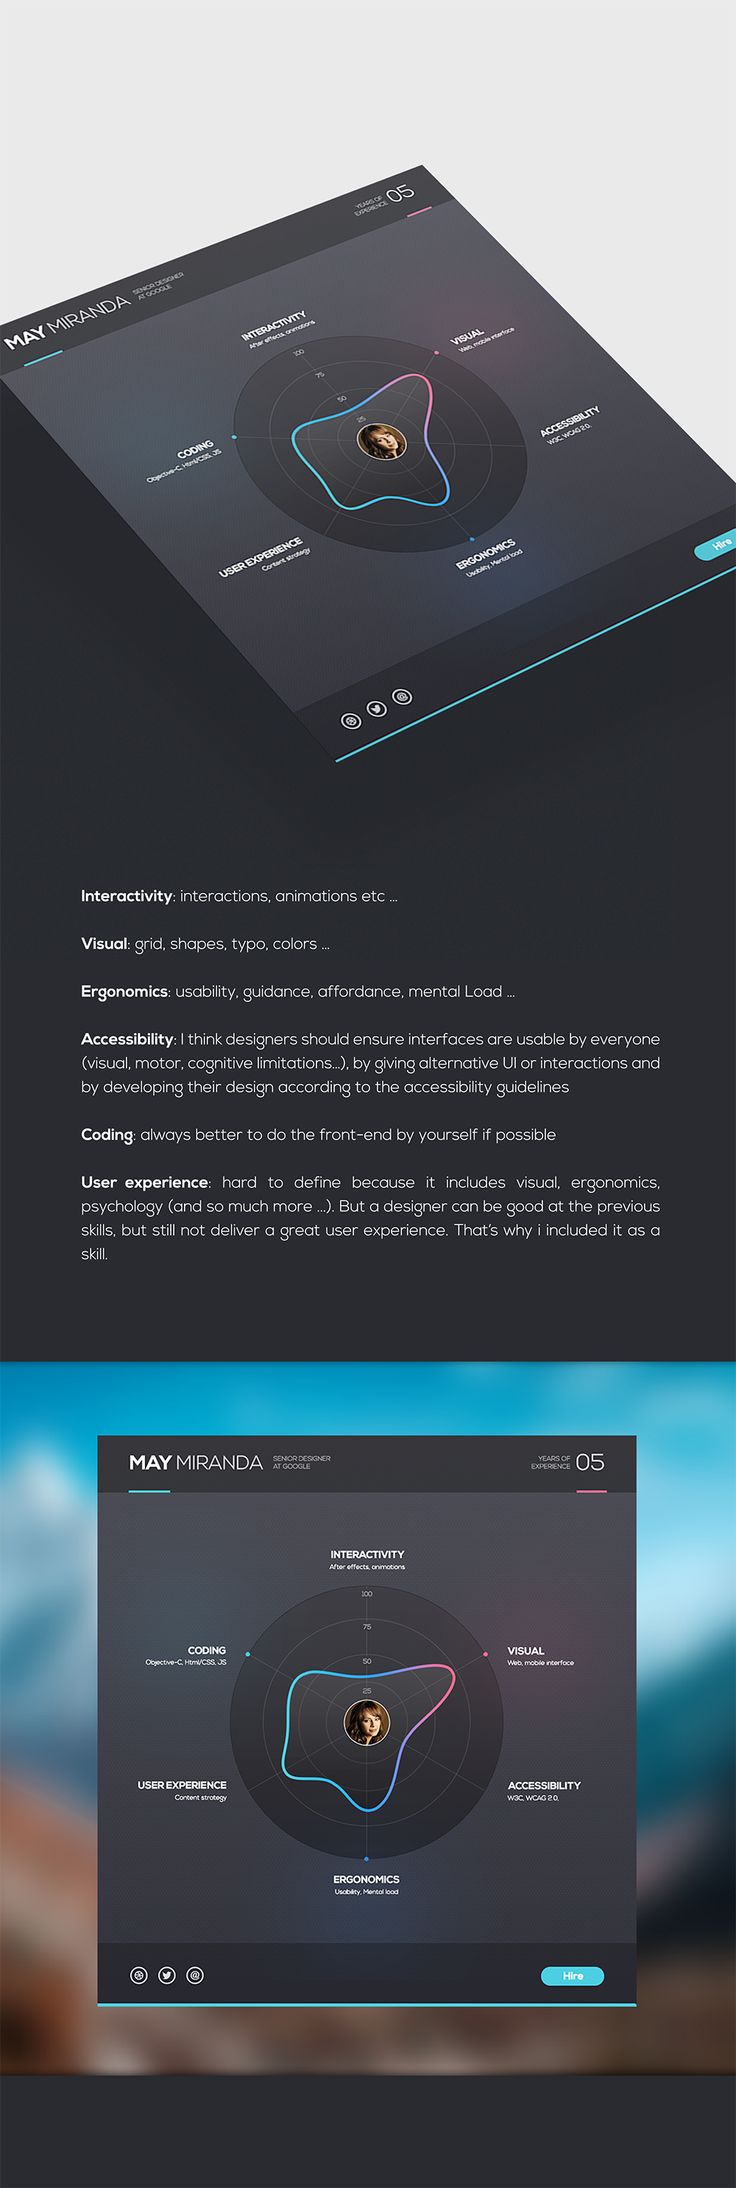 YEARS OF
EXPERIENCE 05
MAY MIRANDA SENIOR DESIGNER
AT GOOGLE
INTERACTIVITY
After effects, animations
VISUAL
Web, mobile interface
100
75
50
25
ACCESSIBILITY
W3C, WCAG 2.0,
CODING
Objective-C, Html/CSS, JS
USER EXPERIENCE
Content strategy
ERGONOMICS
Usability, Mental load
Hire
Interactivity: interactions, animations etc ...
Visual: grid, shapes, typo, colors ...
Ergonomics: usability, guidance, affordance, mental Load ...
Accessibility: I think designers should ensure interfaces are usable by everyone
(visual, motor, cognitive limitations...), by giving alternative UI or interactions and
by developing their design according to the accessibility guidelines
Coding: always better to do the front-end by yourself if possible
User experience: hard to define because it includes visual, ergonomics,
psychology (and so much more ...). But a designer can be good at the previous
skills, but still not deliver a great user experience. That's why i included it as a
skill.
MAY MIRANDA SENIOR DESIGNER
AT GOOGLE
YEARS OF
EXPERIENCE 05
INTERACTIVITY
After effects, animations
100
75
50
25
CODING
Objective-C, Html/CSS, JS
VISUAL
Web, mobile interface
USER EXPERIENCE
Content strategy
ACCESSIBILITY
W3C, WCAG 2.0,
ERGONOMICS
Usability, Mental load
@
Hire